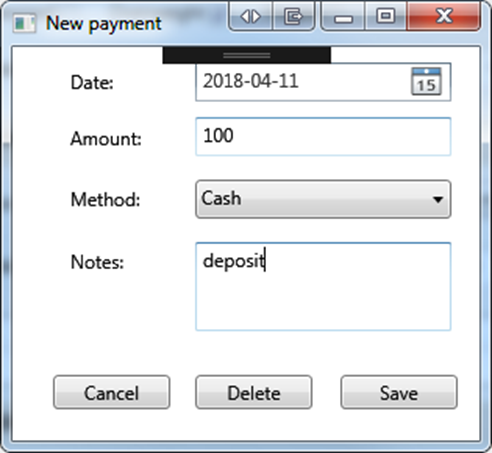 New payment
Date: 2018-04-11 15
Amount: 100
Method: Cash
Notes: deposit
Cancel Delete Save